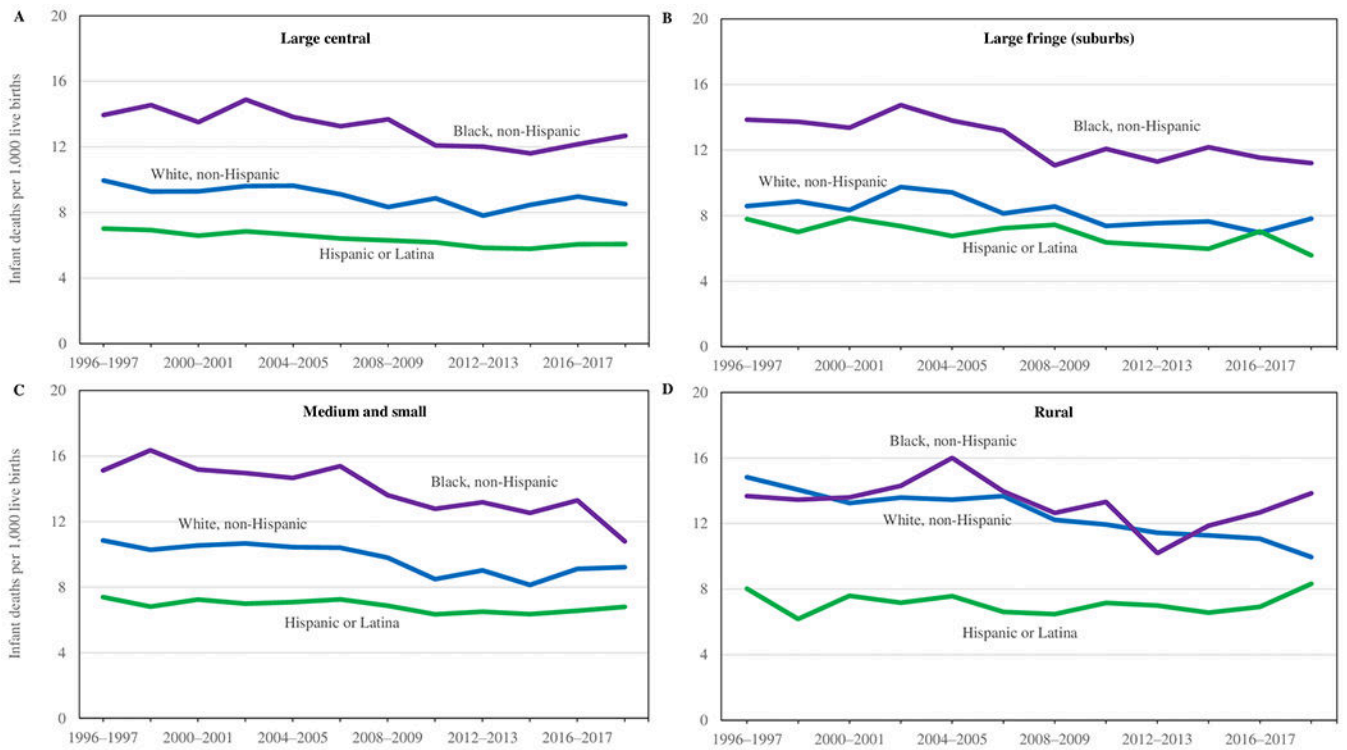 A
Large central
Infant deaths per 1,000 live births
20
16
12
8
4
0
Black, non-Hispanic
White, non-Hispanic
Hispanic or Latina
1996–1997 2000–2001 2004–2005 2008–2009 2012–2013 2016–2017
B
Large fringe (suburbs)
20
16
12
8
4
0
Black, non-Hispanic
White, non-Hispanic
Hispanic or Latina
1996–1997 2000–2001 2004–2005 2008–2009 2012–2013 2016–2017
C
Medium and small
Infant deaths per 1,000 live births
20
16
12
8
4
0
Black, non-Hispanic
White, non-Hispanic
Hispanic or Latina
1996–1997 2000–2001 2004–2005 2008–2009 2012–2013 2016–2017
D
Rural
20
16
12
8
4
0
Black, non-Hispanic
White, non-Hispanic
Hispanic or Latina
1996–1997 2000–2001 2004–2005 2008–2009 2012–2013 2016–2017